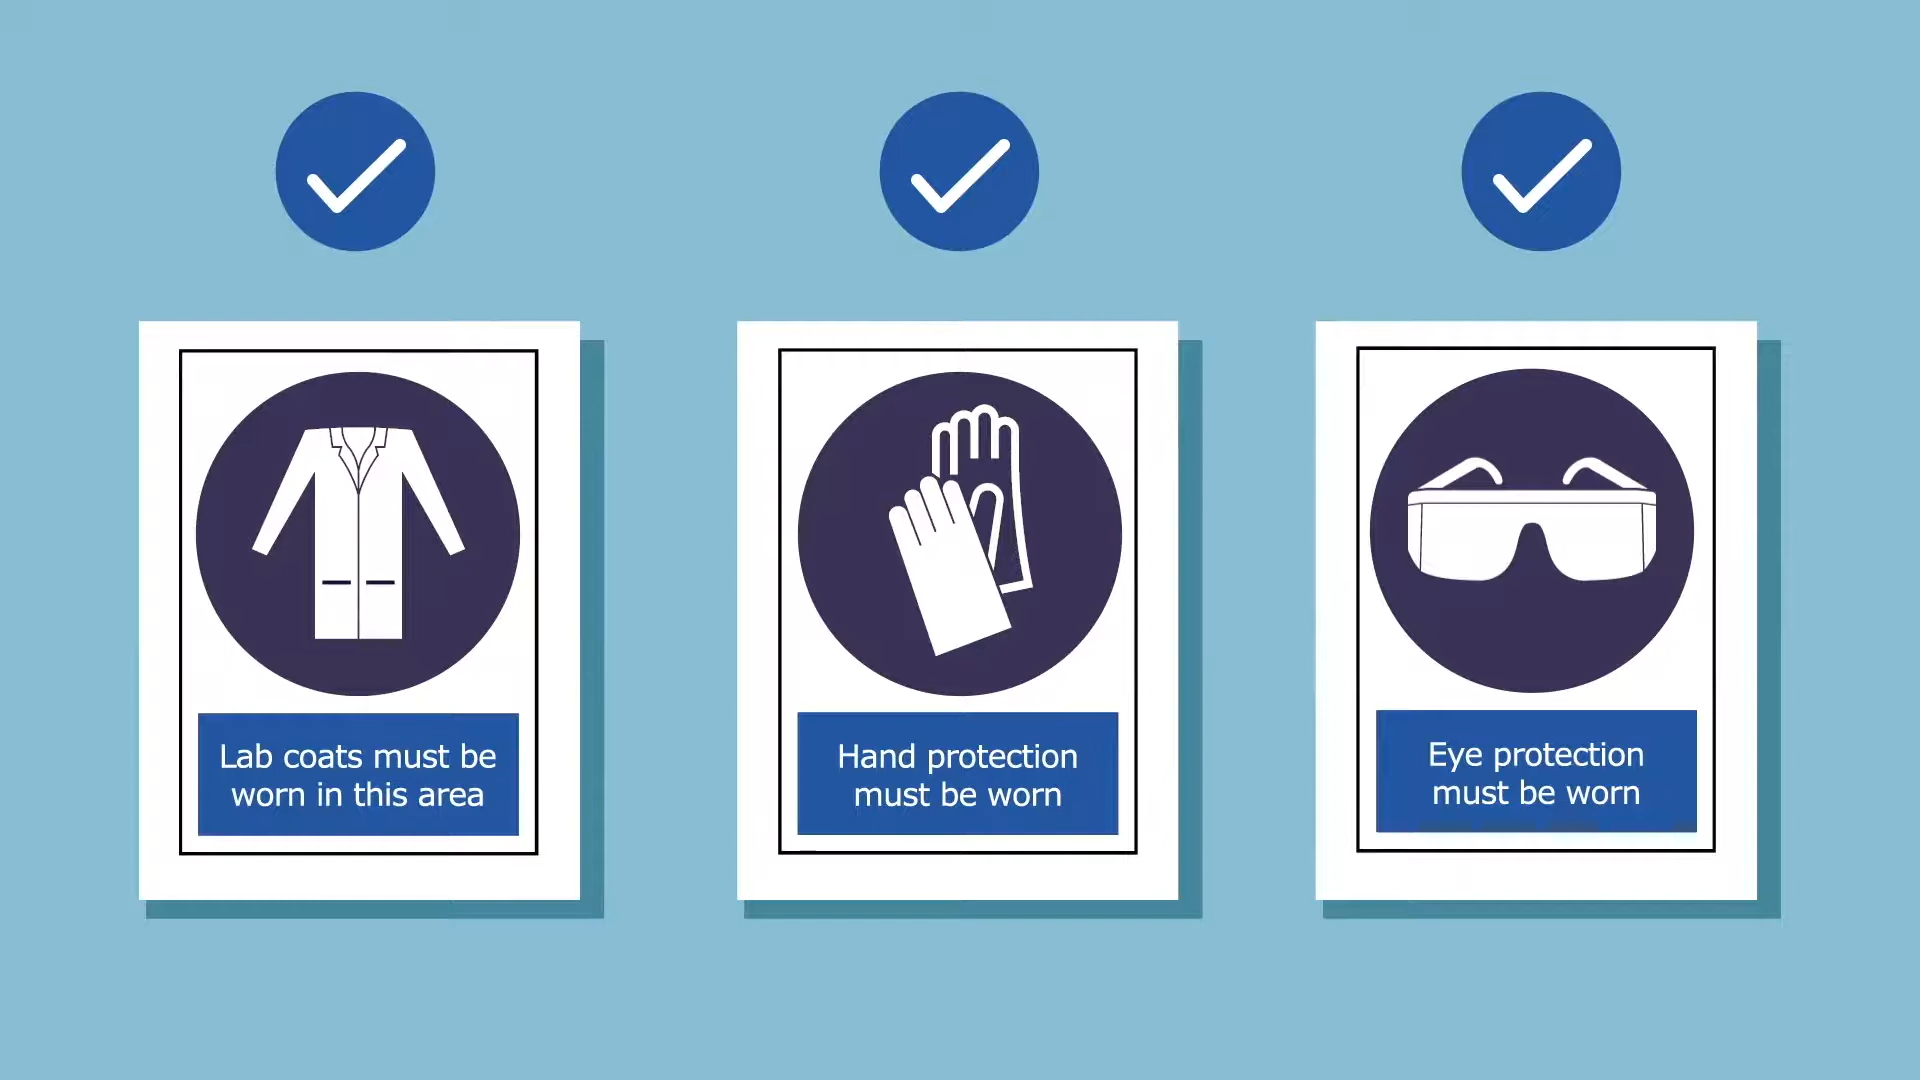 Lab coats must be
worn in this area
Hand protection
must be worn
Eye protection
must be worn